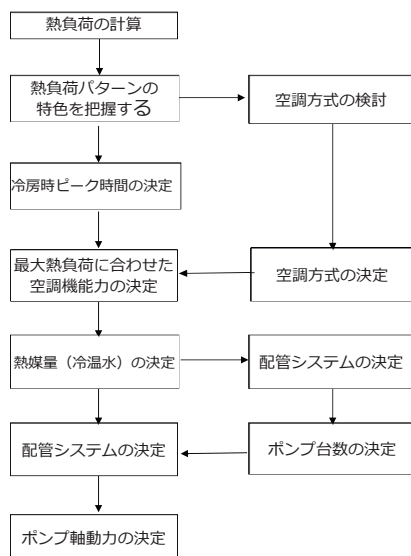 熱負荷の計算
熱負荷パターンの
特色を把握する
空調方式の検討
冷房時ピーク時間の決定
最大熱負荷に合わせた
空調機能力の決定
空調方式の決定
熱媒量（冷温水）の決定
配管システムの決定
配管システムの決定
ポンプ台数の決定
ポンプ軸動力の決定